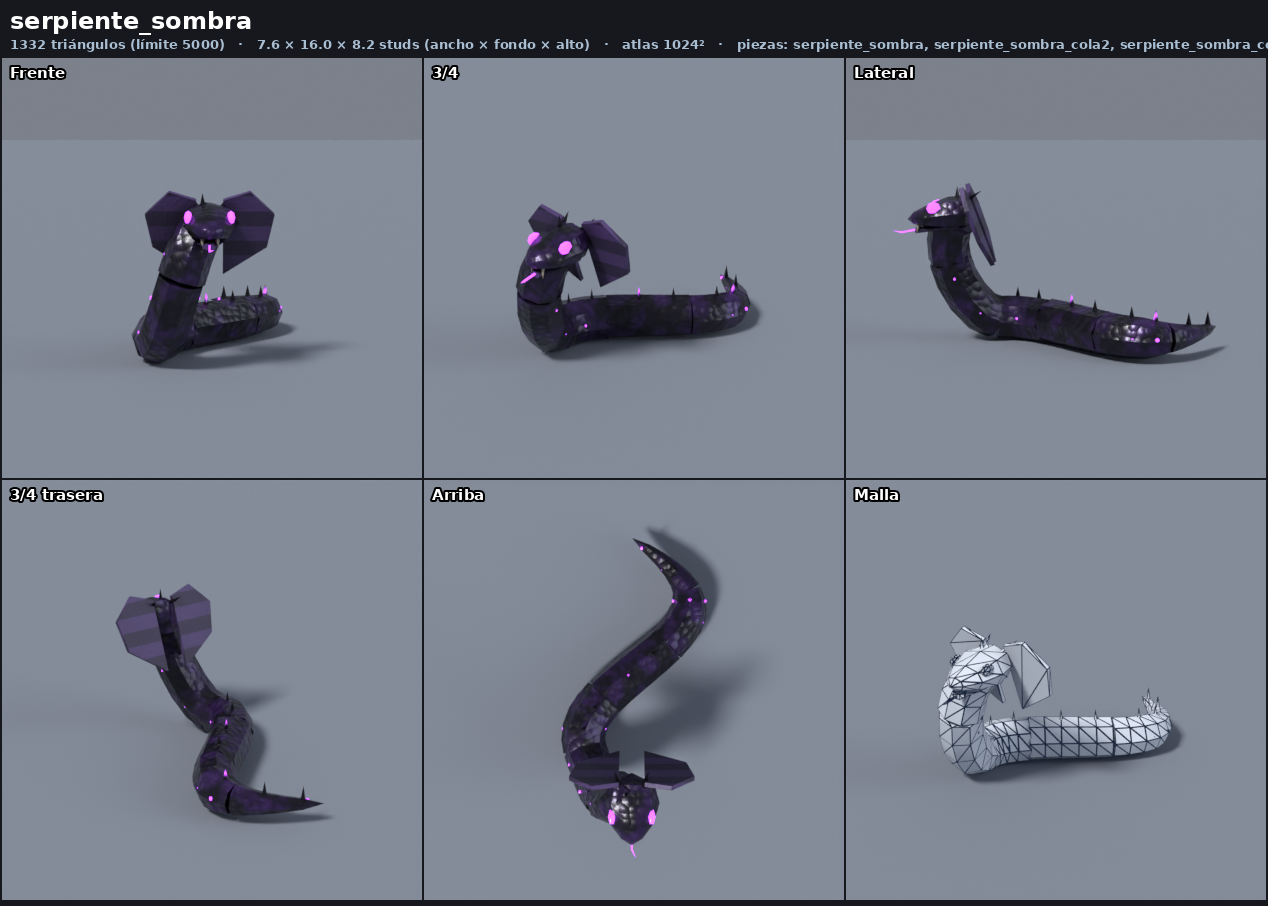 serpiente_sombra
1332 triángulos (límite 5000) · 7.6 × 16.0 × 8.2 studs (ancho × fondo × alto) · atlas 1024² · piezas: serpiente_sombra, serpiente_sombra_cola2, serpiente_sombra_co
Frente
3/4
Lateral
3/4 trasera
Arriba
Malla